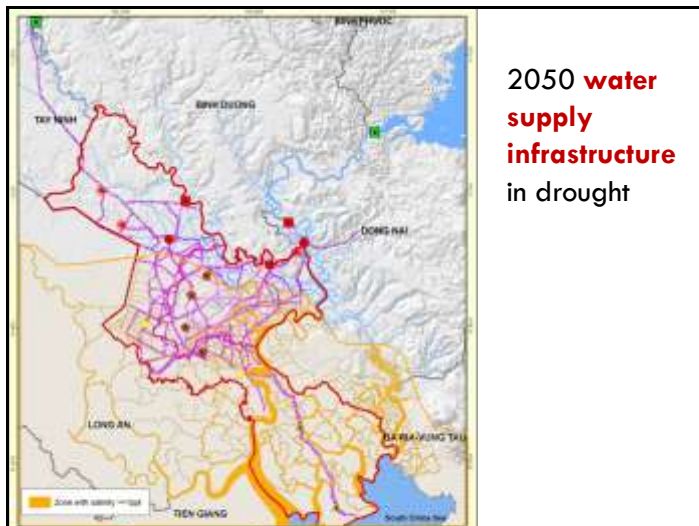 BINH PHUOC
BINH DUONG
TAY NINH
DONG NAI
LONG AN
BA RIA-VUNG TAU
TIEN GIANG
South China Sea
Zone with salinity
2050 water
supply
infrastructure
in drought